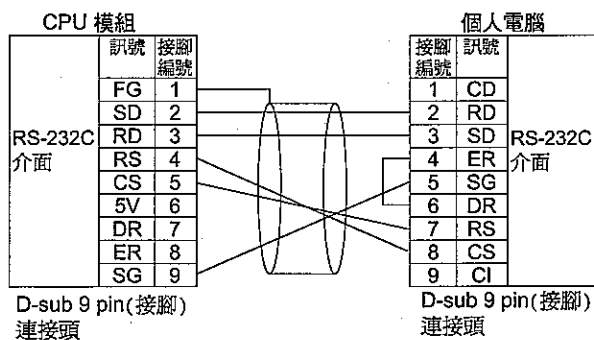 CPU 模組
個人電腦
訊號 接腳編號
接腳編號 訊號
FG 1
1 CD
SD 2
2 RD
RD 3
3 SD
RS 4
4 ER
CS 5
5 SG
5V 6
6 DR
DR 7
7 RS
ER 8
8 CS
SG 9
9 CI
RS-232C
介面
RS-232C
介面
D-sub 9 pin(接腳)
連接頭
D-sub 9 pin(接腳)
連接頭